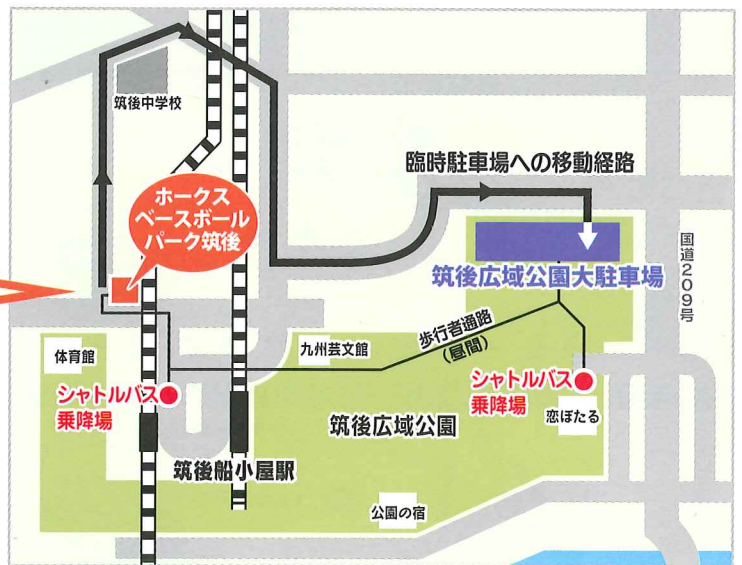 筑後中学校
臨時駐車場への移動経路
ホークス
ベースボール
パーク筑後
国道209号
筑後広域公園大駐車場
歩行者通路
(昼間)
九州芸文館
体育館
シャトルバス
乗降場
シャトルバス
乗降場
恋ぼたる
筑後広域公園
筑後船小屋駅
公園の宿